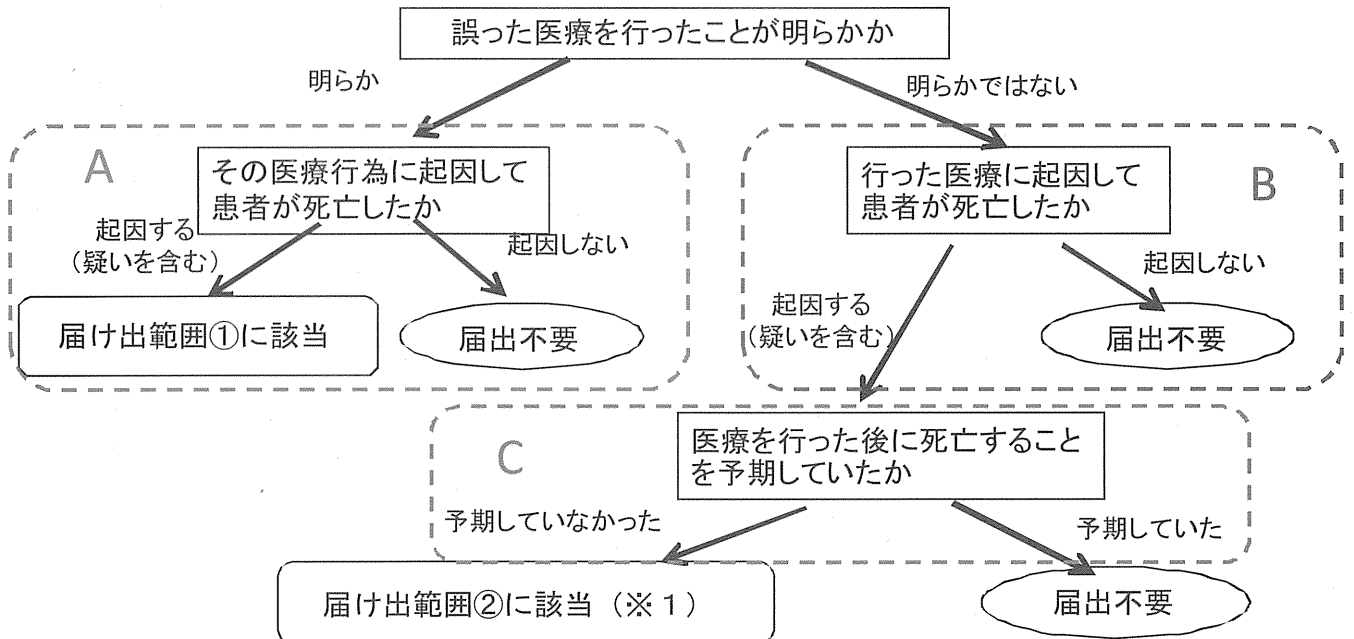 誤った医療を行ったことが明らかか
明らか
明らかではない
A
その医療行為に起因して
患者が死亡したか
起因する
（疑いを含む）
起因しない
届け出範囲①に該当
届出不要
B
行った医療に起因して
患者が死亡したか
起因する
（疑いを含む）
起因しない
届出不要
C
医療を行った後に死亡すること
を予期していたか
予期していなかった
予期していた
届け出範囲②に該当（※１）
届出不要